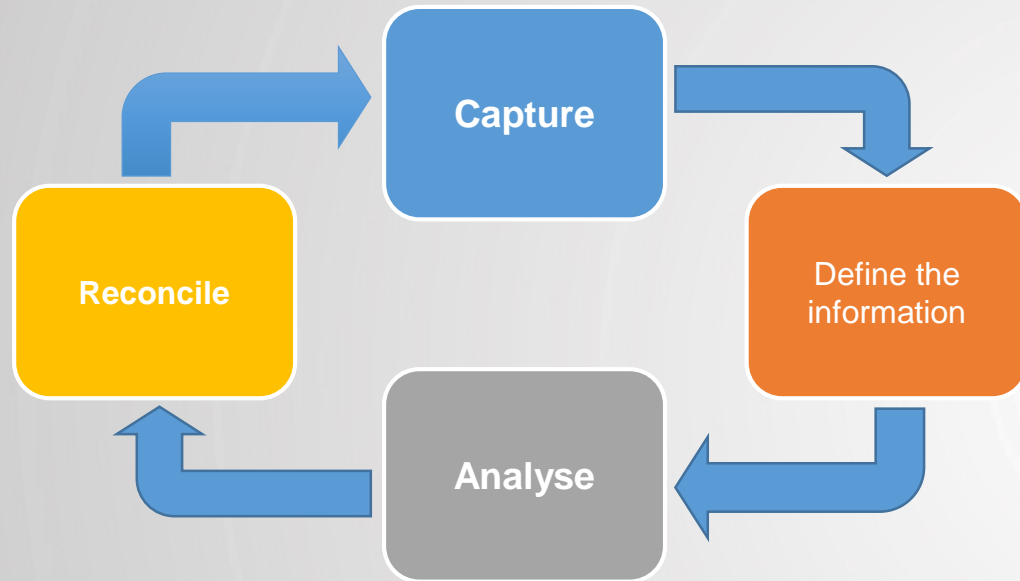 Capture
Define the
information
Analyse
Reconcile